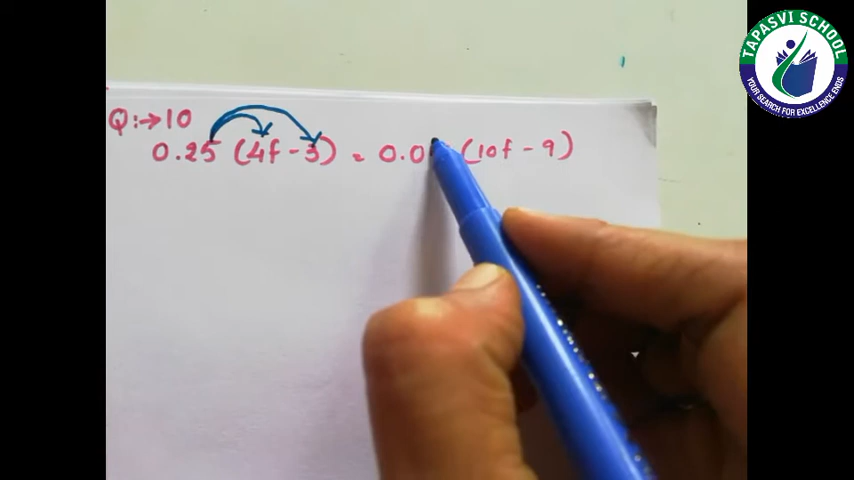 TAPASVI SCHOOL
YOUR SEARCH FOR EXCELLENCE ENDS
Q:→10
0.25 (4f-3) = 0.0 (10f-9)